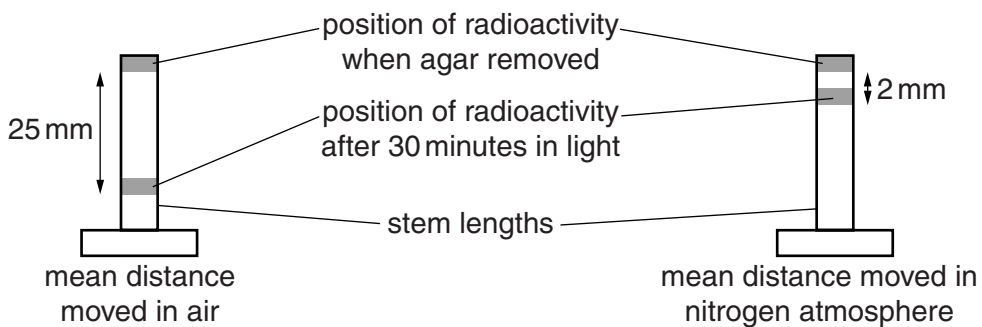 position of radioactivity
when agar removed
25 mm
2 mm
position of radioactivity
after 30 minutes in light
stem lengths
mean distance
moved in air
mean distance moved in
nitrogen atmosphere